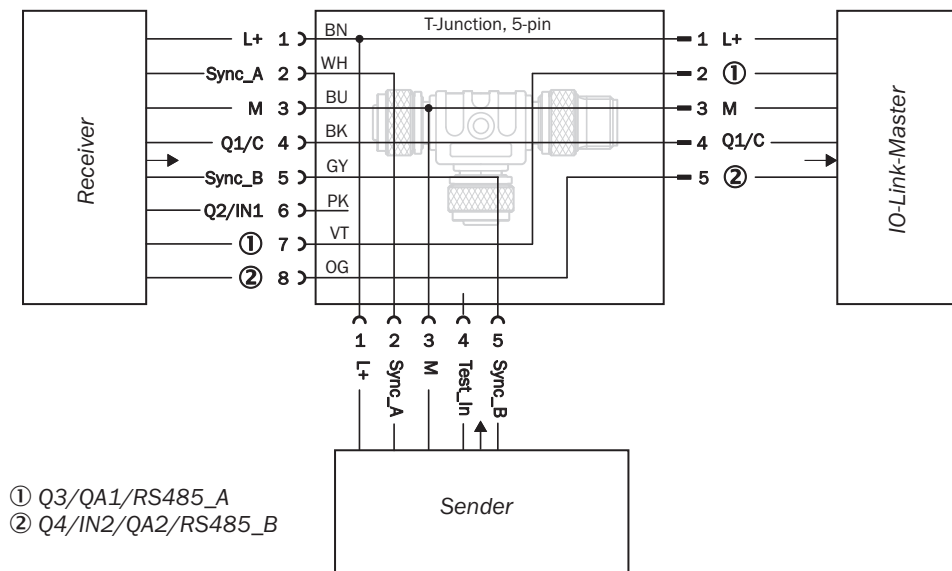 T-Junction, 5-pin
Receiver
L+ 1 BN
Sync_A 2 WH
M 3 BU
Q1/C 4 BK
Sync_B 5 GY
Q2/IN1 6 PK
① 7 VT
② 8 OG
1 L+
2 ①
3 M
4 Q1/C
5 ②
IO-Link-Master
1 2 3 4 5
L+ Sync_A M Test_In Sync_B
Sender
① Q3/QA1/RS485_A
② Q4/IN2/QA2/RS485_B